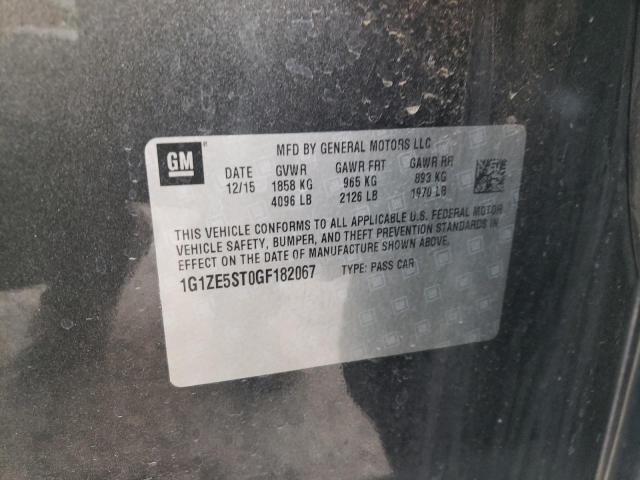 GM
MFD BY GENERAL MOTORS LLC
DATE GVWR GAWR FRT GAWR RR
12/15 1858 KG 965 KG 893 KG
4096 LB 2126 LB 1970 LB
THIS VEHICLE CONFORMS TO ALL APPLICABLE U.S. FEDERAL MOTOR
VEHICLE SAFETY, BUMPER, AND THEFT PREVENTION STANDARDS IN
EFFECT ON THE DATE OF MANUFACTURE SHOWN ABOVE.
1G1ZE5ST0GF182067 TYPE: PASS CAR